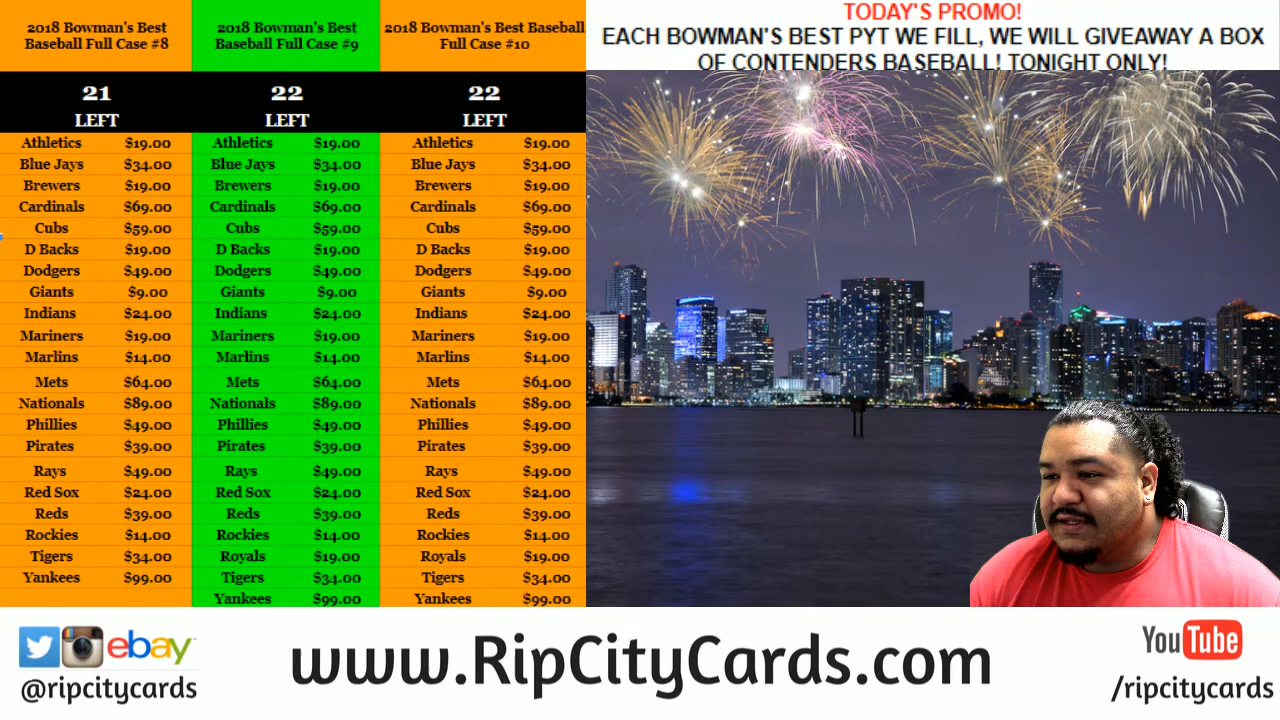 2018 Bowman's Best
Baseball Full Case #8
21
LEFT
Athletics $19.00
Blue Jays $34.00
Brewers $19.00
Cardinals $69.00
Cubs $59.00
D Backs $19.00
Dodgers $49.00
Giants $9.00
Indians $24.00
Mariners $19.00
Marlins $14.00
Mets $64.00
Nationals $89.00
Phillies $49.00
Pirates $39.00
Rays $49.00
Red Sox $24.00
Reds $39.00
Rockies $14.00
Tigers $34.00
Yankees $99.00
2018 Bowman's Best
Baseball Full Case #9
22
LEFT
Athletics $19.00
Blue Jays $34.00
Brewers $19.00
Cardinals $69.00
Cubs $59.00
D Backs $19.00
Dodgers $49.00
Giants $9.00
Indians $24.00
Mariners $19.00
Marlins $14.00
Mets $64.00
Nationals $89.00
Phillies $49.00
Pirates $39.00
Rays $49.00
Red Sox $24.00
Reds $39.00
Rockies $14.00
Royals $19.00
Tigers $34.00
Yankees $99.00
2018 Bowman's Best Baseball
Full Case #10
22
LEFT
Athletics $19.00
Blue Jays $34.00
Brewers $19.00
Cardinals $69.00
Cubs $59.00
D Backs $19.00
Dodgers $49.00
Giants $9.00
Indians $24.00
Mariners $19.00
Marlins $14.00
Mets $64.00
Nationals $89.00
Phillies $49.00
Pirates $39.00
Rays $49.00
Red Sox $24.00
Reds $39.00
Rockies $14.00
Royals $19.00
Tigers $34.00
Yankees $99.00
TODAY'S PROMO!
EACH BOWMAN'S BEST PYT WE FILL, WE WILL GIVEAWAY A BOX
OF CONTENDERS BASEBALL! TONIGHT ONLY!
ebay
@ripcitycards
www.RipCityCards.com
YouTube
/ripcitycards